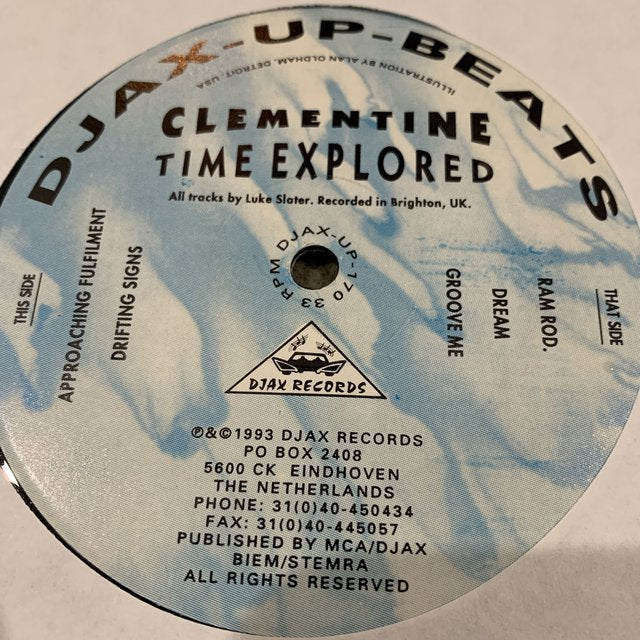 DJAX-UP-BEATS
ILLUSTRATION BY ALAN OLDHAM, DETROIT, USA
CLEMENTINE
TIME EXPLORED
All tracks by Luke Slater. Recorded in Brighton, UK.
THIS SIDE
APPROACHING FULFILMENT
DRIFTING SIGNS
33 RPM DJAX-UP-170
THAT SIDE
RAM ROD.
DREAM
GROOVE ME
DJAX RECORDS
℗&©1993 DJAX RECORDS
PO BOX 2408
5600 CK EINDHOVEN
THE NETHERLANDS
PHONE: 31(0)40-450434
FAX: 31(0)40-445057
PUBLISHED BY MCA/DJAX
BIEM/STEMRA
ALL RIGHTS RESERVED